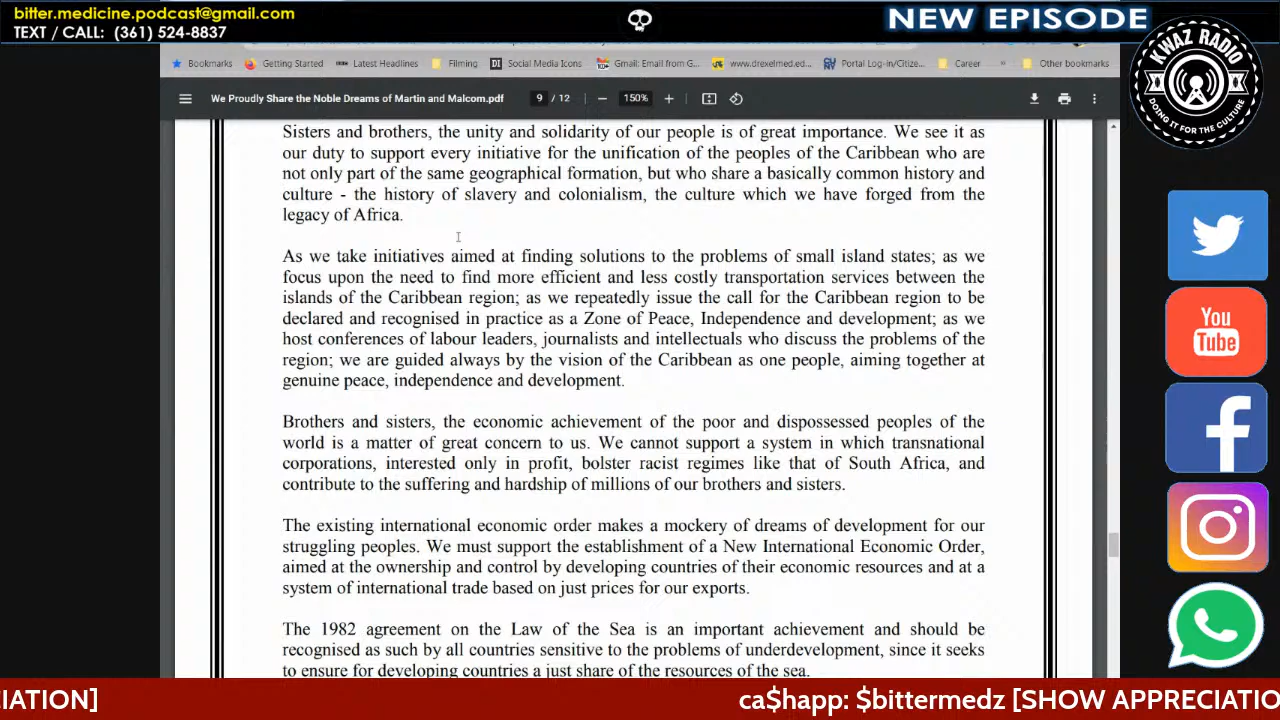 bitter.medicine.podcast@gmail.com
TEXT / CALL: (361) 524-8837
NEW EPISODE
KWAZ RADIO
DOING IT FOR THE CULTURE
Bookmarks Getting Started Latest Headlines Filming Social Media Icons Gmail: Email from G... www.drexelmed.ed... Portal Log-in/Citize... Career » Other bookmarks
We Proudly Share the Noble Dreams of Martin and Malcom.pdf 9 / 12 150%
Sisters and brothers, the unity and solidarity of our people is of great importance. We see it as
our duty to support every initiative for the unification of the peoples of the Caribbean who are
not only part of the same geographical formation, but who share a basically common history and
culture - the history of slavery and colonialism, the culture which we have forged from the
legacy of Africa.
As we take initiatives aimed at finding solutions to the problems of small island states; as we
focus upon the need to find more efficient and less costly transportation services between the
islands of the Caribbean region; as we repeatedly issue the call for the Caribbean region to be
declared and recognised in practice as a Zone of Peace, Independence and development; as we
host conferences of labour leaders, journalists and intellectuals who discuss the problems of the
region; we are guided always by the vision of the Caribbean as one people, aiming together at
genuine peace, independence and development.
Brothers and sisters, the economic achievement of the poor and dispossessed peoples of the
world is a matter of great concern to us. We cannot support a system in which transnational
corporations, interested only in profit, bolster racist regimes like that of South Africa, and
contribute to the suffering and hardship of millions of our brothers and sisters.
The existing international economic order makes a mockery of dreams of development for our
struggling peoples. We must support the establishment of a New International Economic Order,
aimed at the ownership and control by developing countries of their economic resources and at a
system of international trade based on just prices for our exports.
The 1982 agreement on the Law of the Sea is an important achievement and should be
recognised as such by all countries sensitive to the problems of underdevelopment, since it seeks
to ensure for developing countries a just share of the resources of the sea.
You
Tube
CIATION] ca$happ: $bittermedz [SHOW APPRECIATIO